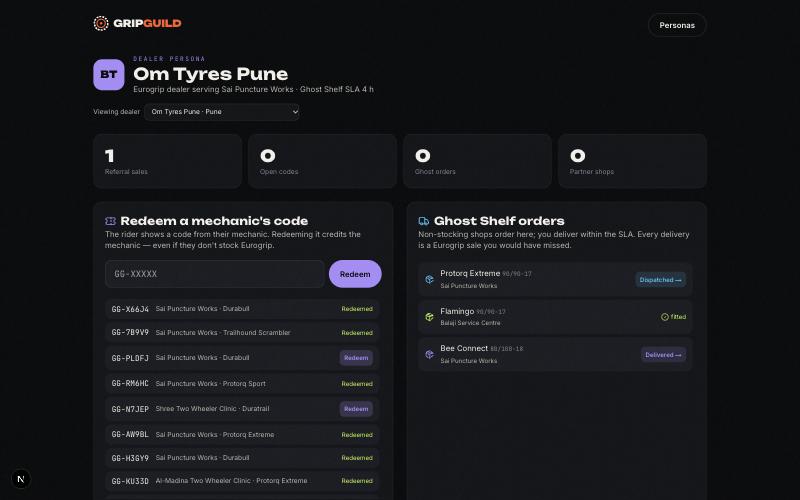 GRIPGUILD
Personas
BT
DEALER PERSONA
Om Tyres Pune
Eurogrip dealer serving Sai Puncture Works · Ghost Shelf SLA 4 h
Viewing dealer
Om Tyres Pune · Pune
1
Referral sales
0
Open codes
0
Ghost orders
0
Partner shops
Redeem a mechanic's code
The rider shows a code from their mechanic. Redeeming it credits the
mechanic — even if they don't stock Eurogrip.
GG-XXXXX
Redeem
GG-X66J4 Sai Puncture Works · Durabull Redeemed
GG-7B9V9 Sai Puncture Works · Trailhound Scrambler Redeemed
GG-PLDFJ Sai Puncture Works · Durabull Redeem
GG-RM6HC Sai Puncture Works · Protorq Sport Redeemed
GG-N7JEP Shree Two Wheeler Clinic · Duratrail Redeem
GG-AW9BL Sai Puncture Works · Protorq Extreme Redeemed
GG-H3GY9 Sai Puncture Works · Durabull Redeemed
GG-KU33D Al-Madina Two Wheeler Clinic · Protorq Extreme Redeemed
Ghost Shelf orders
Non-stocking shops order here; you deliver within the SLA. Every delivery
is a Eurogrip sale you would have missed.
Protorq Extreme 90/90-17
Sai Puncture Works
Dispatched →
Flamingo 90/90-17
Balaji Service Centre
fitted
Bee Connect 80/100-18
Sai Puncture Works
Delivered →
N